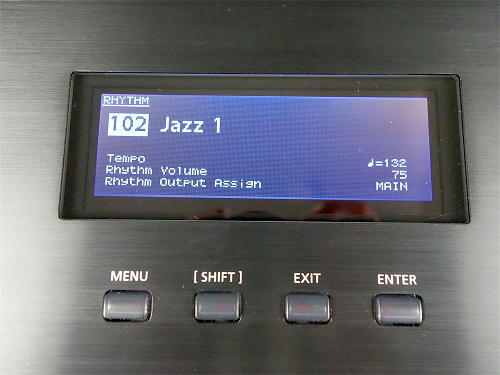 RHYTHM
102 Jazz 1
Tempo ♩=132
Rhythm Volume 75
Rhythm Output Assign MAIN
MENU [ SHIFT ] EXIT ENTER